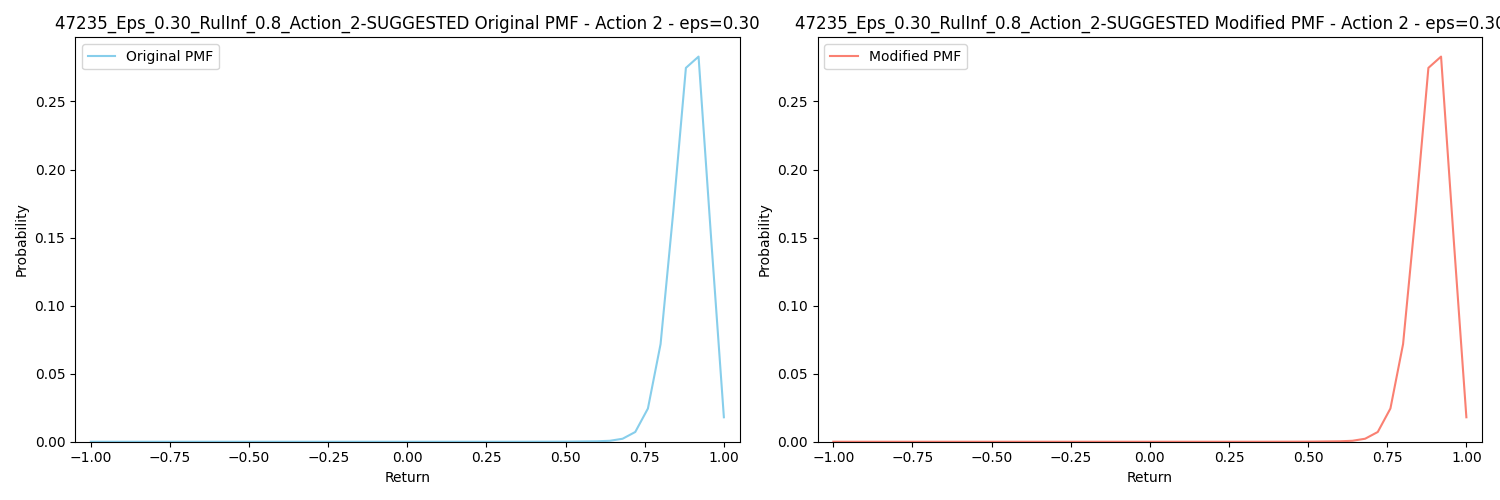 47235_Eps_0.30_RulInf_0.8_Action_2-SUGGESTED Original PMF - Action 2 - eps=0.30
Original PMF
0.25
0.20
0.15
0.10
0.05
0.00
Probability
−1.00 −0.75 −0.50 −0.25 0.00 0.25 0.50 0.75 1.00
Return
47235_Eps_0.30_RulInf_0.8_Action_2-SUGGESTED Modified PMF - Action 2 - eps=0.30
Modified PMF
0.25
0.20
0.15
0.10
0.05
0.00
Probability
−1.00 −0.75 −0.50 −0.25 0.00 0.25 0.50 0.75 1.00
Return